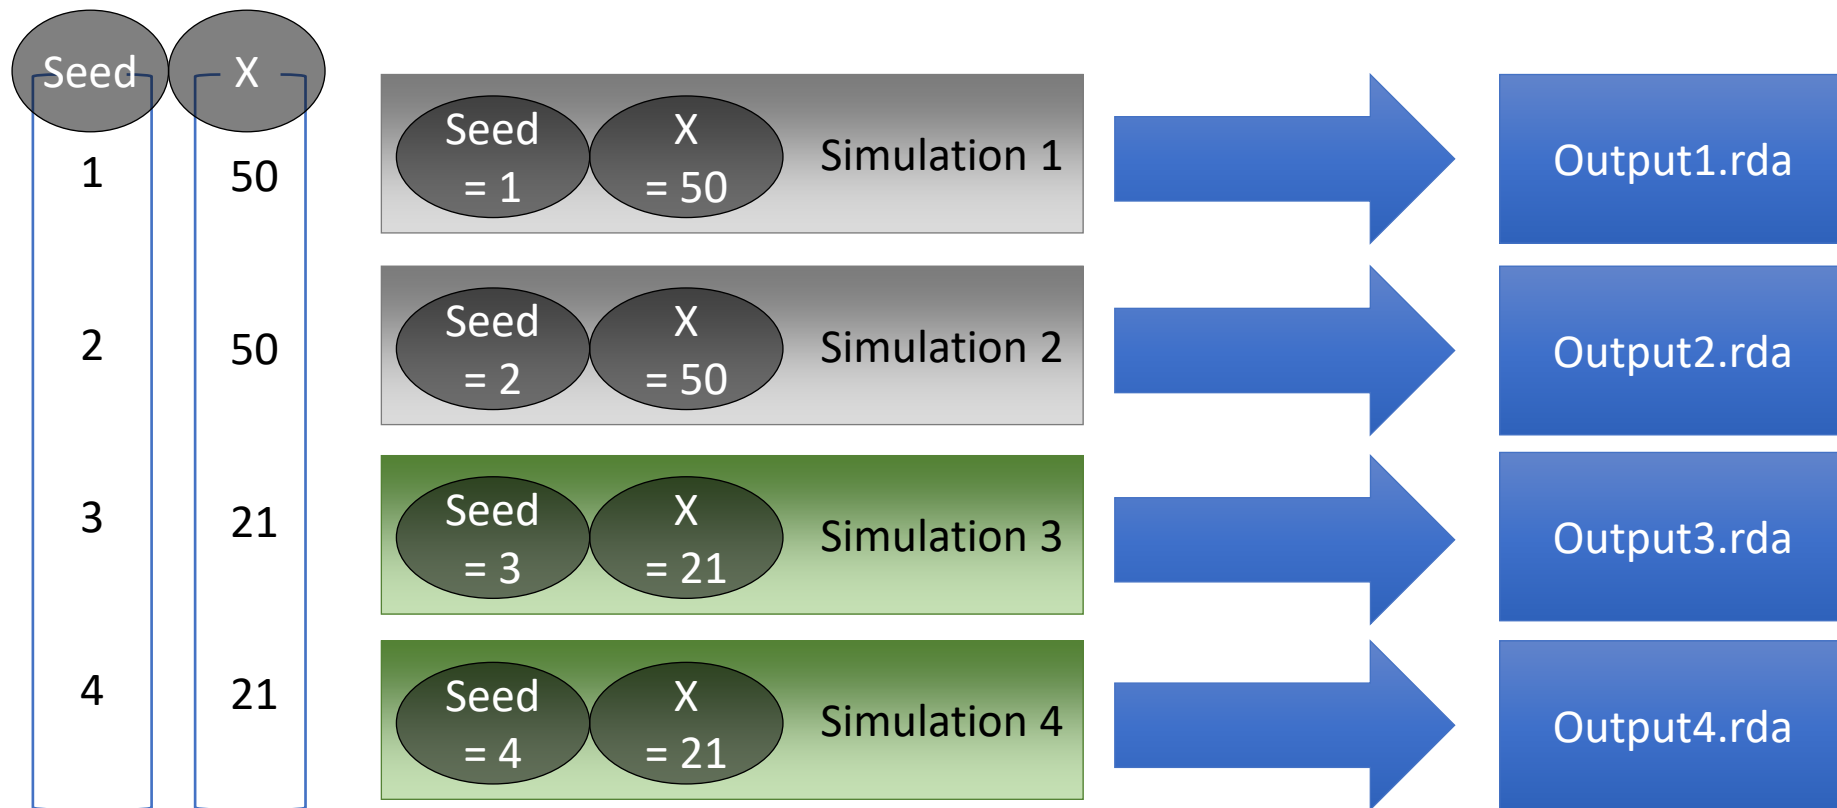 Seed X
1 50
2 50
3 21
4 21
Seed = 1
X = 50
Simulation 1
Output1.rda
Seed = 2
X = 50
Simulation 2
Output2.rda
Seed = 3
X = 21
Simulation 3
Output3.rda
Seed = 4
X = 21
Simulation 4
Output4.rda